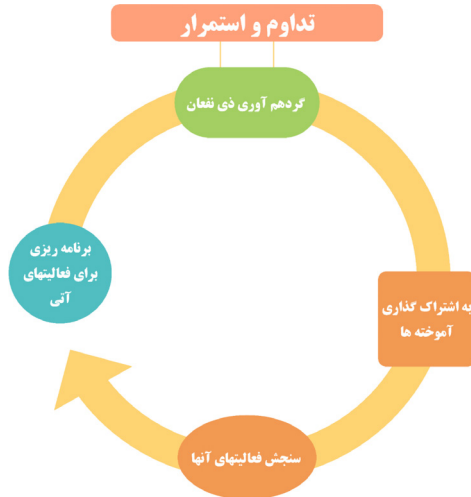 تداوم و استمرار
گردهم آوری ذی نفعان
به اشتراک گذاری
آموخته ها
سنجش فعالیتهای آنها
برنامه ریزی
برای فعالیتهای
آتی